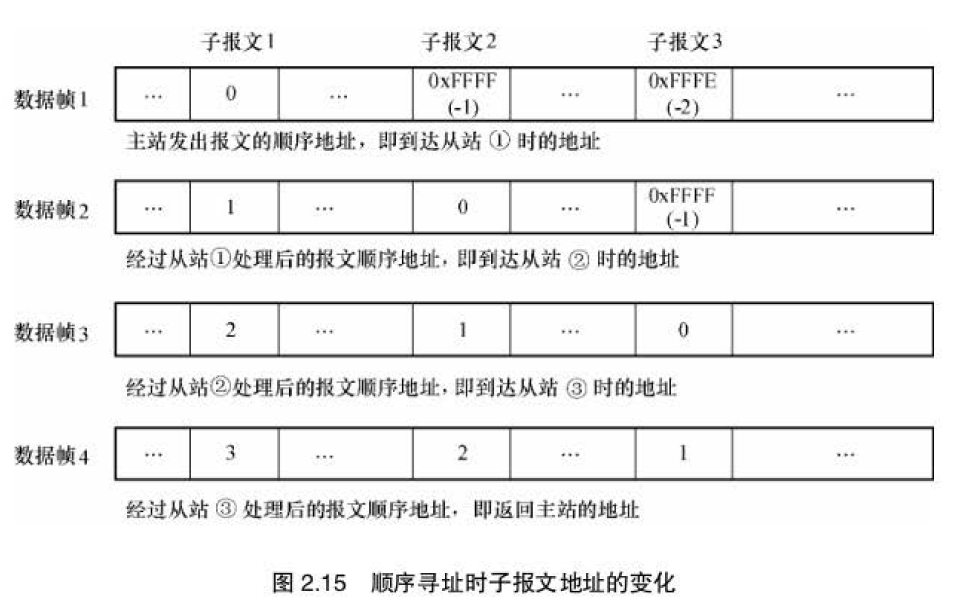 子报文1 子报文2 子报文3
数据帧1 … 0 … 0xFFFF (-1) … 0xFFFE (-2) …
主站发出报文的顺序地址，即到达从站 ① 时的地址
数据帧2 … 1 … 0 … 0xFFFF (-1) …
经过从站①处理后的报文顺序地址，即到达从站 ② 时的地址
数据帧3 … 2 … 1 … 0 …
经过从站②处理后的报文顺序地址，即到达从站 ③ 时的地址
数据帧4 … 3 … 2 … 1 …
经过从站 ③ 处理后的报文顺序地址，即返回主站的地址
图 2.15 顺序寻址时子报文地址的变化